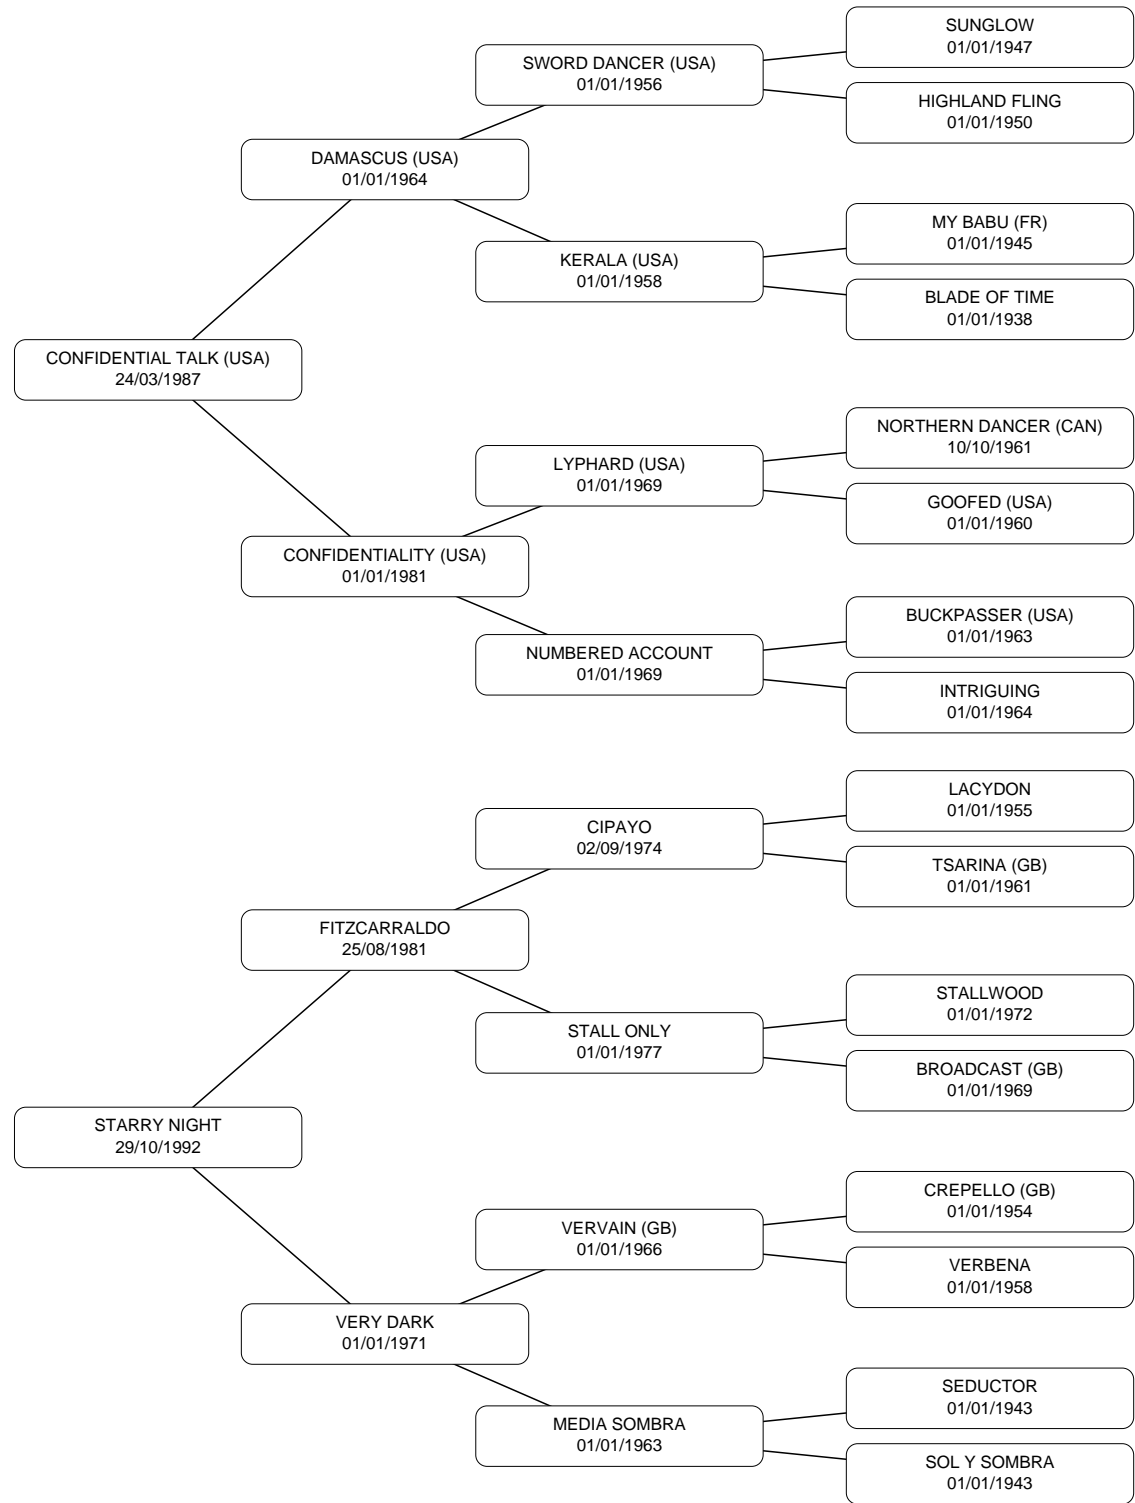 SUNGLOW
01/01/1947
SWORD DANCER (USA)
01/01/1956
HIGHLAND FLING
01/01/1950
DAMASCUS (USA)
01/01/1964
MY BABU (FR)
01/01/1945
KERALA (USA)
01/01/1958
BLADE OF TIME
01/01/1938
CONFIDENTIAL TALK (USA)
24/03/1987
NORTHERN DANCER (CAN)
10/10/1961
LYPHARD (USA)
01/01/1969
GOOFED (USA)
01/01/1960
CONFIDENTIALITY (USA)
01/01/1981
BUCKPASSER (USA)
01/01/1963
NUMBERED ACCOUNT
01/01/1969
INTRIGUING
01/01/1964
LACYDON
01/01/1955
CIPAYO
02/09/1974
TSARINA (GB)
01/01/1961
FITZCARRALDO
25/08/1981
STALLWOOD
01/01/1972
STALL ONLY
01/01/1977
BROADCAST (GB)
01/01/1969
STARRY NIGHT
29/10/1992
CREPELLO (GB)
01/01/1954
VERVAIN (GB)
01/01/1966
VERBENA
01/01/1958
VERY DARK
01/01/1971
SEDUCTOR
01/01/1943
MEDIA SOMBRA
01/01/1963
SOL Y SOMBRA
01/01/1943